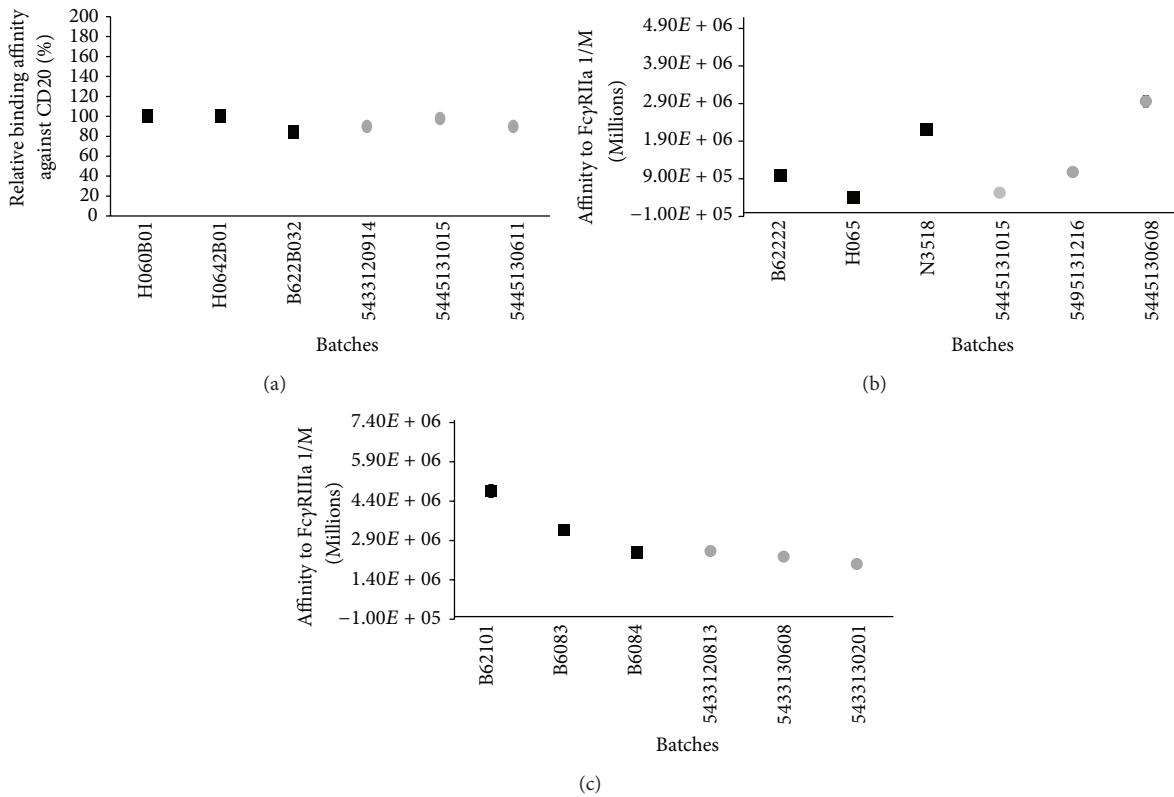 Relative binding affinity
against CD20 (%)
200
180
160
140
120
100
80
60
40
20
0
H060B01
H0642B01
B622B032
5433120914
5445131015
5445130611
Batches
(a)
Affinity to FcγRIIa 1/M
(Millions)
4.90E + 06
3.90E + 06
2.90E + 06
1.90E + 06
9.00E + 05
−1.00E + 05
B62222
H065
N3518
5445131015
5495131216
5445130608
Batches
(b)
Affinity to FcγRIIIa 1/M
(Millions)
7.40E + 06
5.90E + 06
4.40E + 06
2.90E + 06
1.40E + 06
−1.00E + 05
B62101
B6083
B6084
5433120813
5433130608
5433130201
Batches
(c)